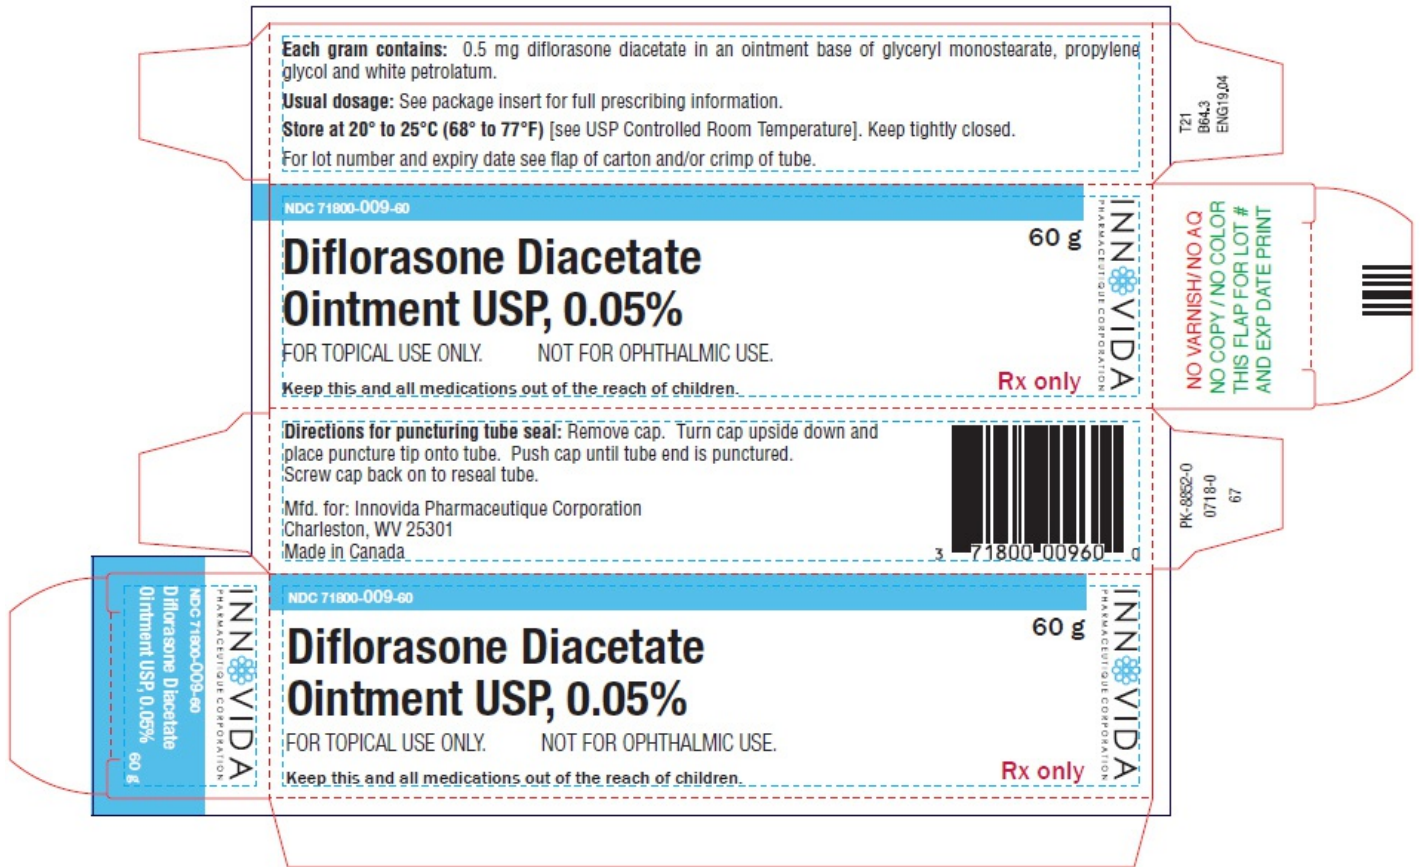 Each gram contains: 0.5 mg diflorasone diacetate in an ointment base of glyceryl monostearate, propylene
glycol and white petrolatum.
Usual dosage: See package insert for full prescribing information.
Store at 20° to 25°C (68° to 77°F) [see USP Controlled Room Temperature]. Keep tightly closed.
For lot number and expiry date see flap of carton and/or crimp of tube.
T21
B64.3
ENG19.04
NDC 71800-009-60
60 g
Diflorasone Diacetate
Ointment USP, 0.05%
FOR TOPICAL USE ONLY. NOT FOR OPHTHALMIC USE.
Keep this and all medications out of the reach of children.
Rx only
INNOVIDA
PHARMACEUTIQUE CORPORATION
NO VARNISH/ NO AQ
NO COPY / NO COLOR
THIS FLAP FOR LOT #
AND EXP DATE PRINT
Directions for puncturing tube seal: Remove cap. Turn cap upside down and
place puncture tip onto tube. Push cap until tube end is punctured.
Screw cap back on to reseal tube.
Mfd. for: Innovida Pharmaceutique Corporation
Charleston, WV 25301
Made in Canada
3 71800 00960 0
PK-8852-0
0718-0
67
NDC 71800-009-60
Diflorasone Diacetate
Ointment USP, 0.05%
60 g
INNOVIDA
PHARMACEUTIQUE CORPORATION
NDC 71800-009-60
60 g
Diflorasone Diacetate
Ointment USP, 0.05%
FOR TOPICAL USE ONLY. NOT FOR OPHTHALMIC USE.
Keep this and all medications out of the reach of children.
Rx only
INNOVIDA
PHARMACEUTIQUE CORPORATION